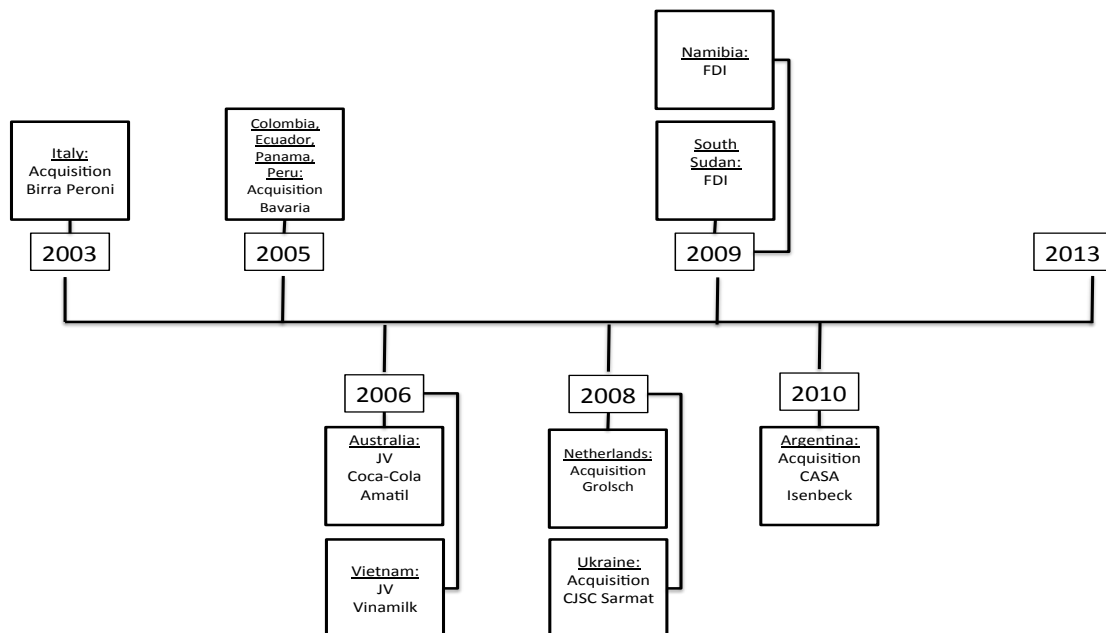 Namibia:
FDI
Italy:
Acquisition
Birra Peroni
Colombia,
Ecuador,
Panama,
Peru:
Acquisition
Bavaria
South
Sudan:
FDI
2003
2005
2009
2013
2006
2008
2010
Australia:
JV
Coca-Cola
Amatil
Netherlands:
Acquisition
Grolsch
Argentina:
Acquisition
CASA
Isenbeck
Vietnam:
JV
Vinamilk
Ukraine:
Acquisition
CJSC Sarmat